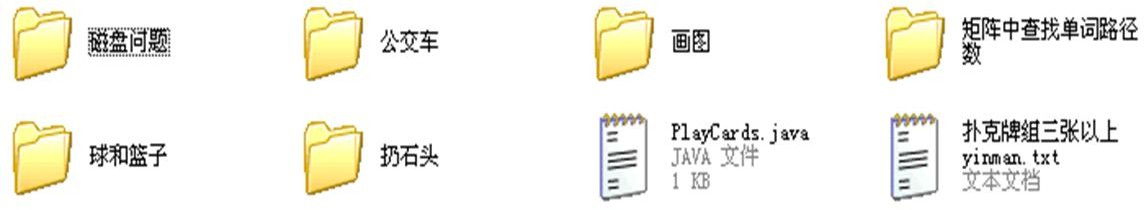 磁盘问题
公交车
画图
矩阵中查找单词路径
数
球和篮子
扔石头
PlayCards.java
JAVA 文件
1 KB
扑克牌组三张以上
yinman.txt
文本文档